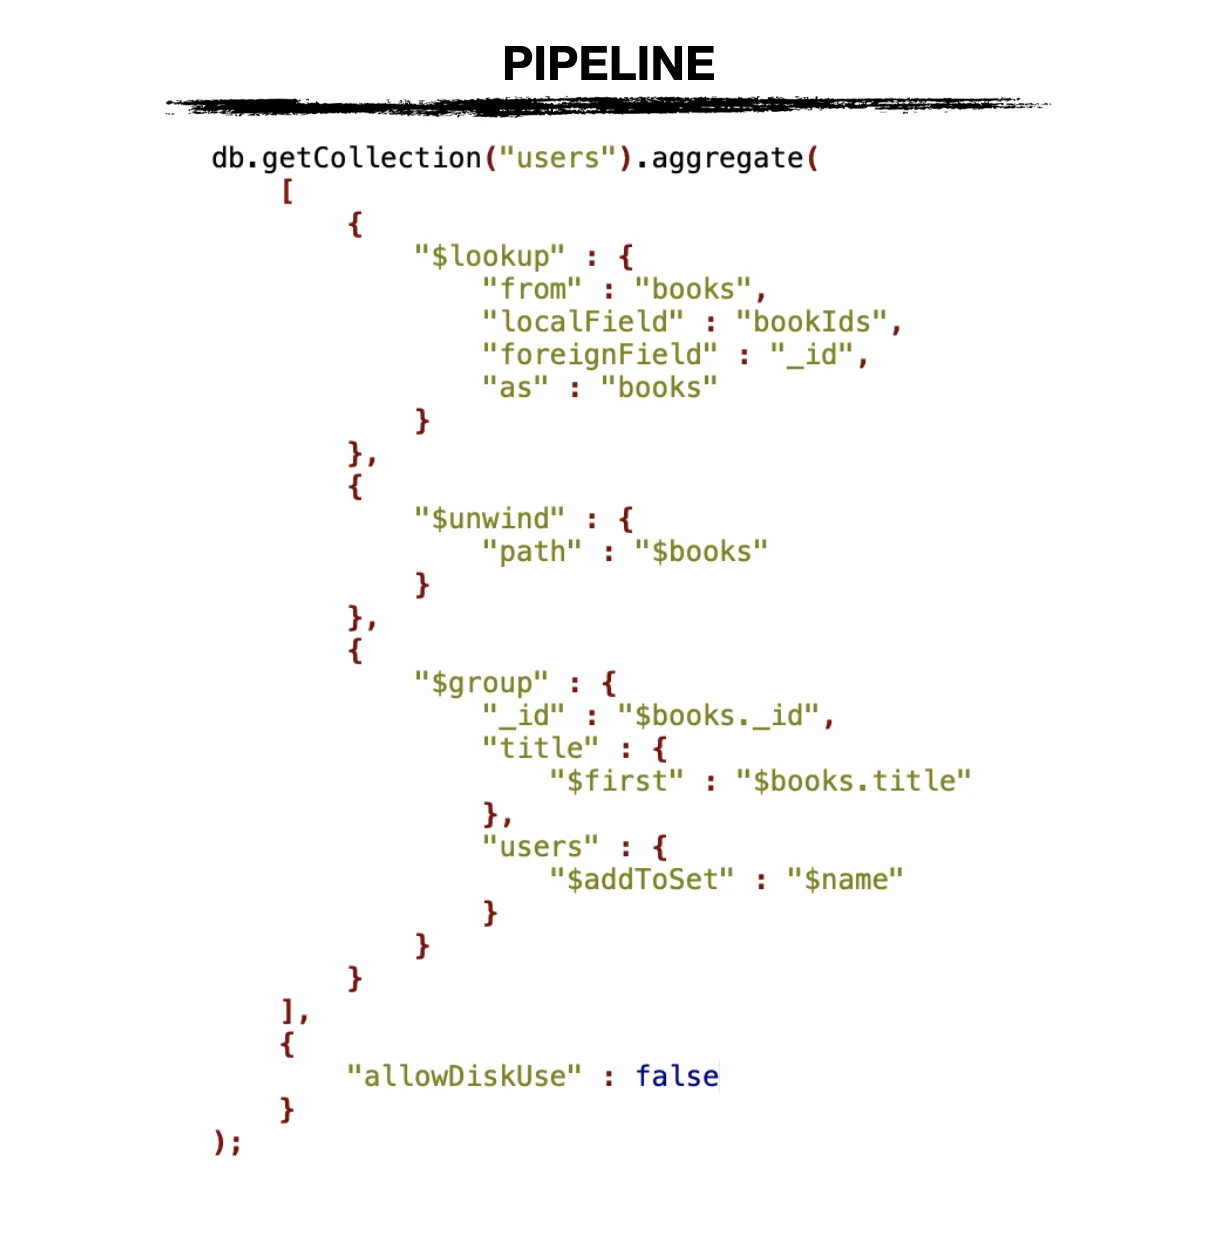 PIPELINE
db.getCollection("users").aggregate(
    [
        {
            "$lookup" : {
                "from" : "books",
                "localField" : "bookIds",
                "foreignField" : "_id",
                "as" : "books"
            }
        },
        {
            "$unwind" : {
                "path" : "$books"
            }
        },
        {
            "$group" : {
                "_id" : "$books._id",
                "title" : {
                    "$first" : "$books.title"
                },
                "users" : {
                    "$addToSet" : "$name"
                }
            }
        }
    ],
    {
        "allowDiskUse" : false
    }
);